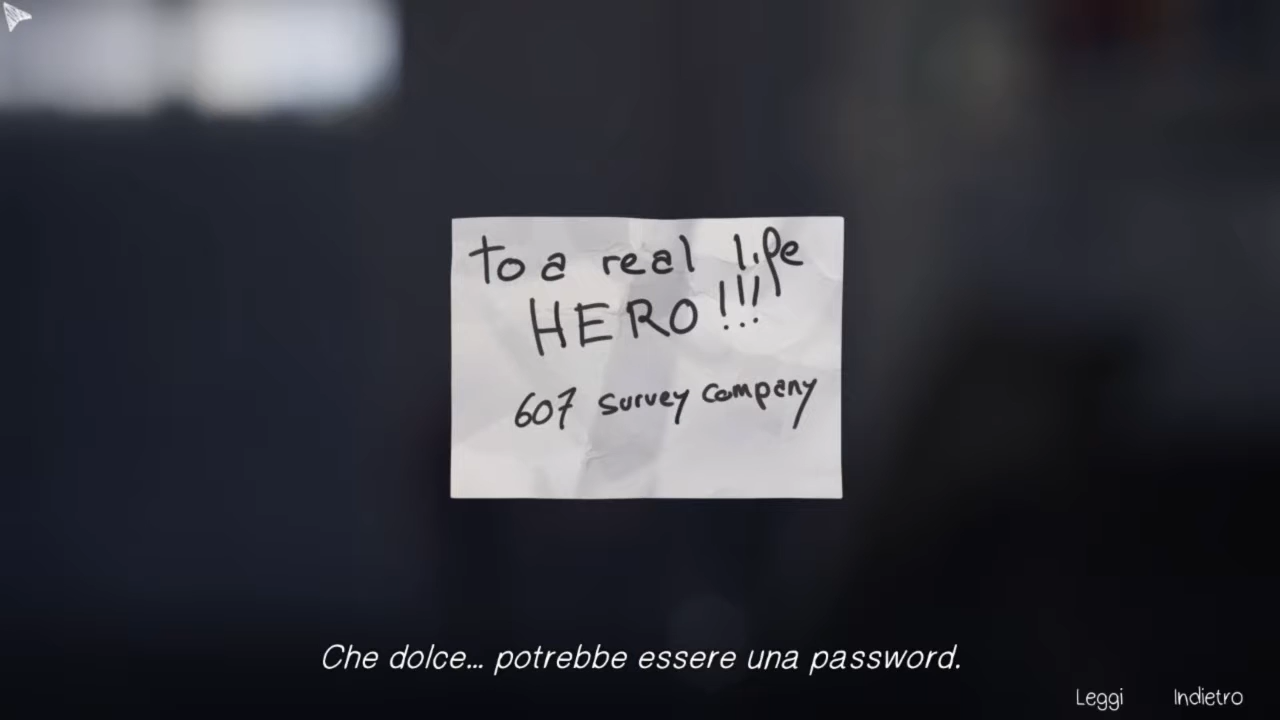 to a real life
HERO!!!
607 survey company
Che dolce... potrebbe essere una password.
Leggi Indietro